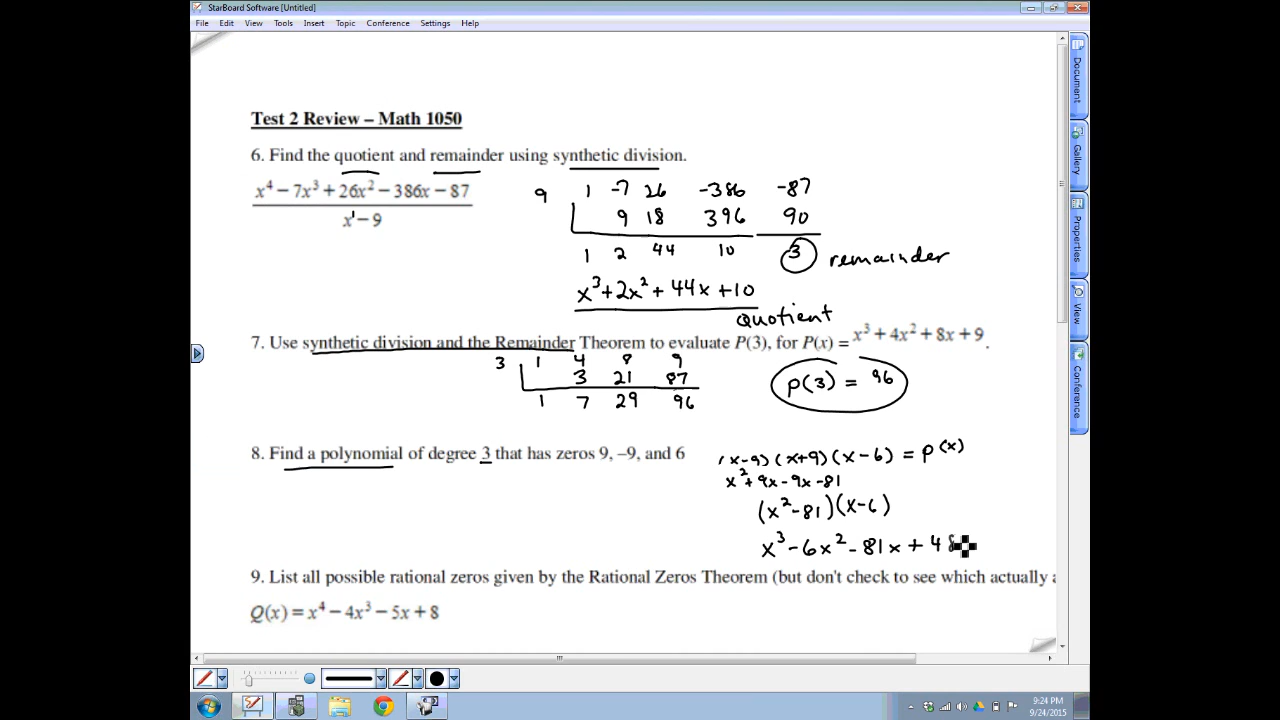 StarBoard Software [Untitled]
File Edit View Tools Insert Topic Conference Settings Help
Test 2 Review – Math 1050
6. Find the quotient and remainder using synthetic division.
x⁴ − 7x³ + 26x² − 386x − 87
x − 9
9 1 -7 26 -386 -87
9 18 396 90
1 2 44 10 3 remainder
x³+2x²+44x+10
Quotient
7. Use synthetic division and the Remainder Theorem to evaluate P(3), for P(x) = x³ + 4x² + 8x + 9.
3 1 4 8 9
3 21 87
1 7 29 96
p(3) = 96
8. Find a polynomial of degree 3 that has zeros 9, –9, and 6
(x-9)(x+9)(x-6) = p(x)
x²+9x-9x-81
(x²-81)(x-6)
x³-6x²-81x+48
9. List all possible rational zeros given by the Rational Zeros Theorem (but don't check to see which actually a
Q(x) = x⁴ − 4x³ − 5x + 8
Document
Gallery
Properties
View
Conference
9:24 PM
9/24/2015